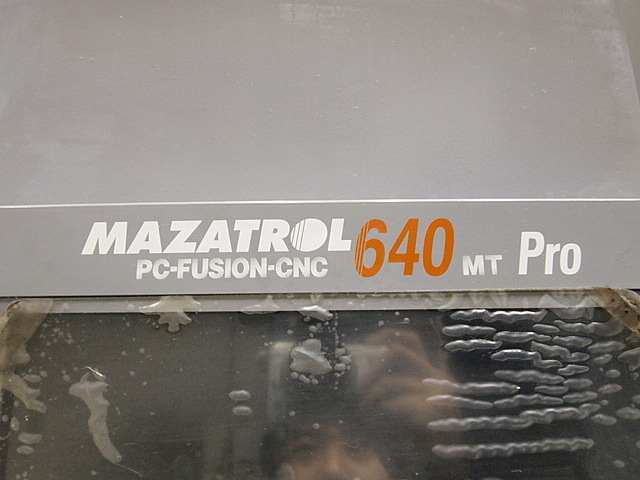 MAZATROL 640 MT Pro
PC-FUSION-CNC